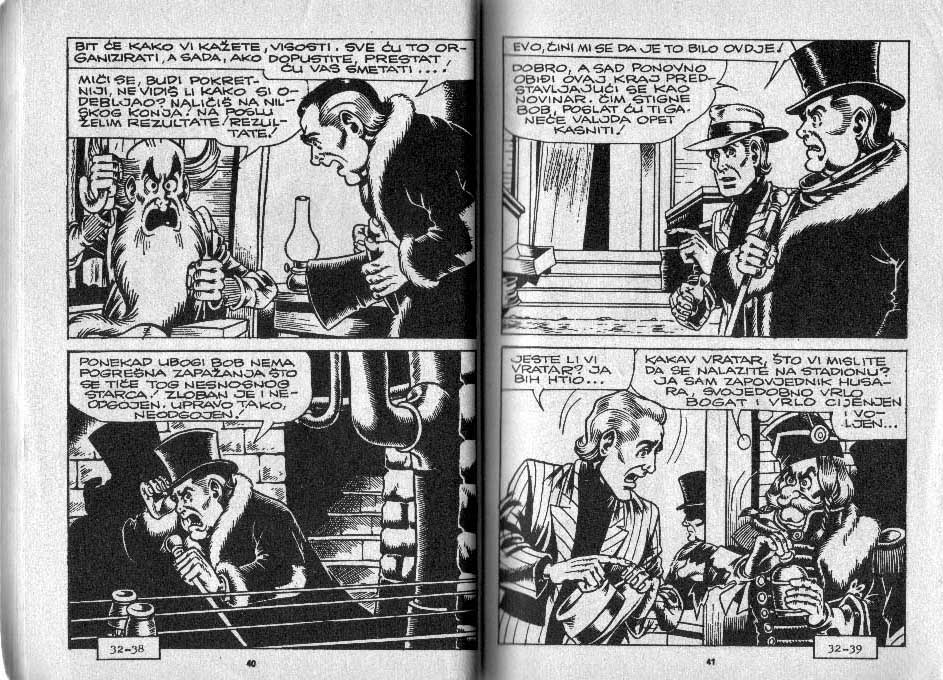 BIT ĆE KAKO VI KAŽETE, VISOSTI. SVE ĆU TO OR-
GANIZIRATI, A SADA, AKO DOPUSTITE, PRESTAT
ĆU VAS SMETATI...!
MIČI SE, BUDI POKRET-
NIJI, NE VIDIŠ LI KAKO SI O-
DEBLJAO? NALIČIŠ NA NIL-
SKOG KONJA! NA POSLU
ŽELIM REZULTATE! REZUL-
TATE!
PONEKAD UBOGI BOB NEMA
POGREŠNA ZAPAŽANJA ŠTO
SE TIČE TOG NESNOSNOG
STARCA! ZLOBAN JE I NE-
ODGOJEN. UPRAVO TAKO,
NEODGOJEN!
32-38
40
EVO, ČINI MI SE DA JE TO BILO OVDJE!
DOBRO, A SAD PONOVNO
OBIĐI OVAJ KRAJ PRED-
STAVLJAJUĆI SE KAO
NOVINAR. ČIM STIGNE
BOB, POSLAT ĆU TI GA.
NEĆE VALJDA OPET
KASNITI!
JESTE LI VI
VRATAR? JA
BIH HTIO...
KAKAV VRATAR, ŠTO VI MISLITE
DA SE NALAZITE NA STADIONU?
JA SAM ZAPOVJEDNIK HUSA-
RA, SVOJEDOBNO VRLO
BOGAT I VRLO CIJENJEN
I VO-
LJEN...
32-39
41